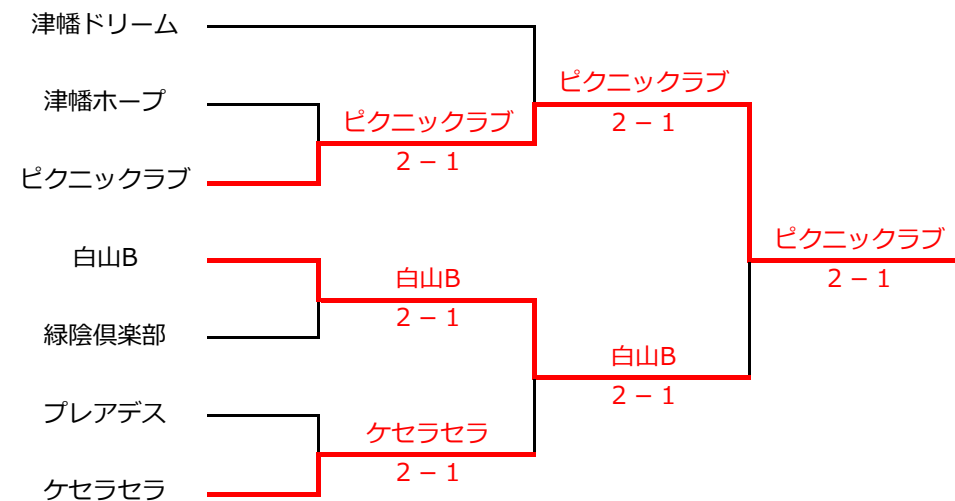 津幡ドリーム
津幡ホープ
ピクニックラブ
白山B
緑陰倶楽部
プレアデス
ケセラセラ
ピクニックラブ
2 − 1
白山B
2 − 1
ケセラセラ
2 − 1
ピクニックラブ
2 − 1
白山B
2 − 1
ピクニックラブ
2 − 1